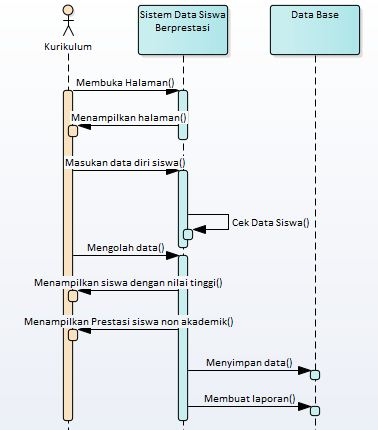 Sistem Data Siswa
Berprestasi
Data Base
Kurikulum
Membuka Halaman()
Menampilkan halaman()
Masukan data diri siswa()
Cek Data Siswa()
Mengolah data()
Menampilkan siswa dengan nilai tinggi()
Menampilkan Prestasi siswa non akademik()
Menyimpan data()
Membuat laporan()